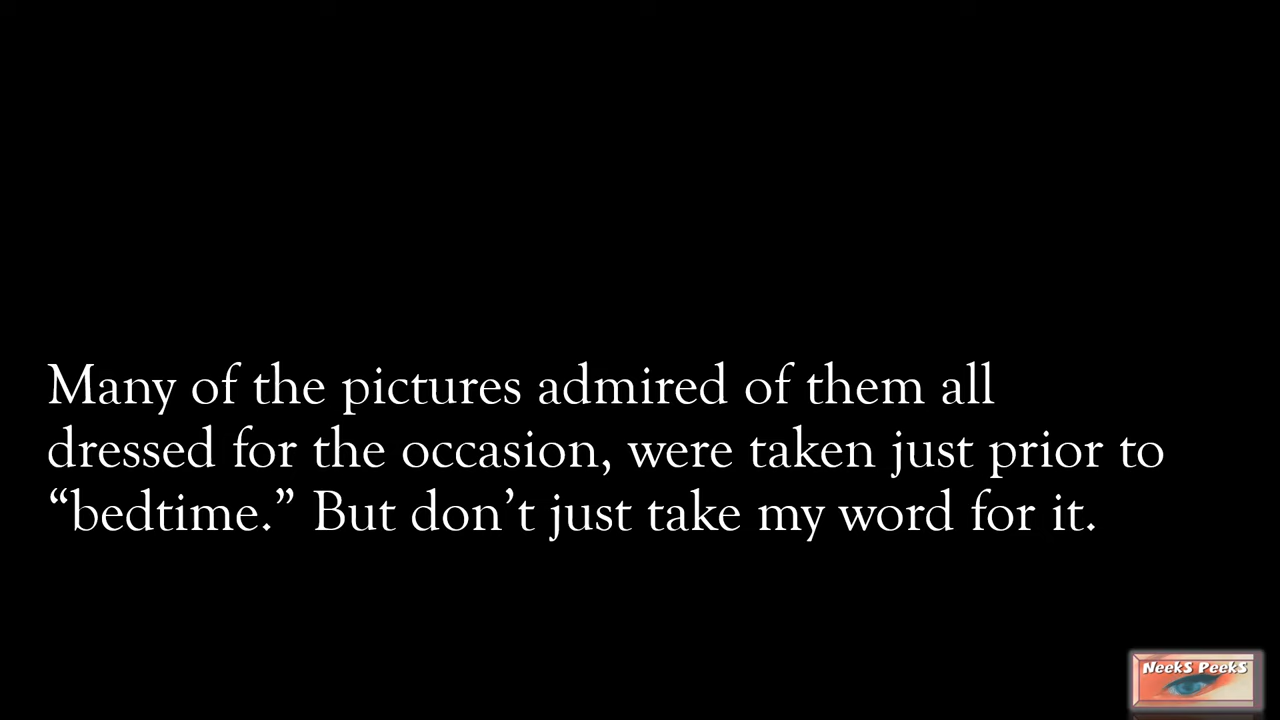 Many of the pictures admired of them all
dressed for the occasion, were taken just prior to
“bedtime.” But don’t just take my word for it.
NeekS PeekS